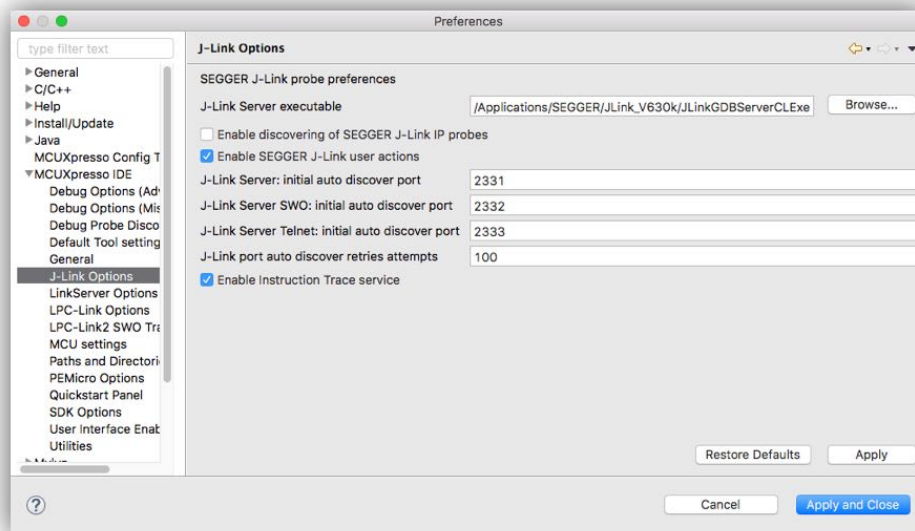 Preferences
type filter text
General
C/C++
Help
Install/Update
Java
MCUXpresso Config T
MCUXpresso IDE
Debug Options (Ad
Debug Options (Mis
Debug Probe Disco
Default Tool setting
General
J-Link Options
LinkServer Options
LPC-Link Options
LPC-Link2 SWO Tra
MCU settings
Paths and Directori
PEMicro Options
Quickstart Panel
SDK Options
User Interface Enab
Utilities
J-Link Options
SEGGER J-Link probe preferences
J-Link Server executable
/Applications/SEGGER/JLink_V630k/JLinkGDBServerCLExe
Browse...
Enable discovering of SEGGER J-Link IP probes
Enable SEGGER J-Link user actions
J-Link Server: initial auto discover port
2331
J-Link Server SWO: initial auto discover port
2332
J-Link Server Telnet: initial auto discover port
2333
J-Link port auto discover retries attempts
100
Enable Instruction Trace service
Restore Defaults
Apply
?
Cancel
Apply and Close